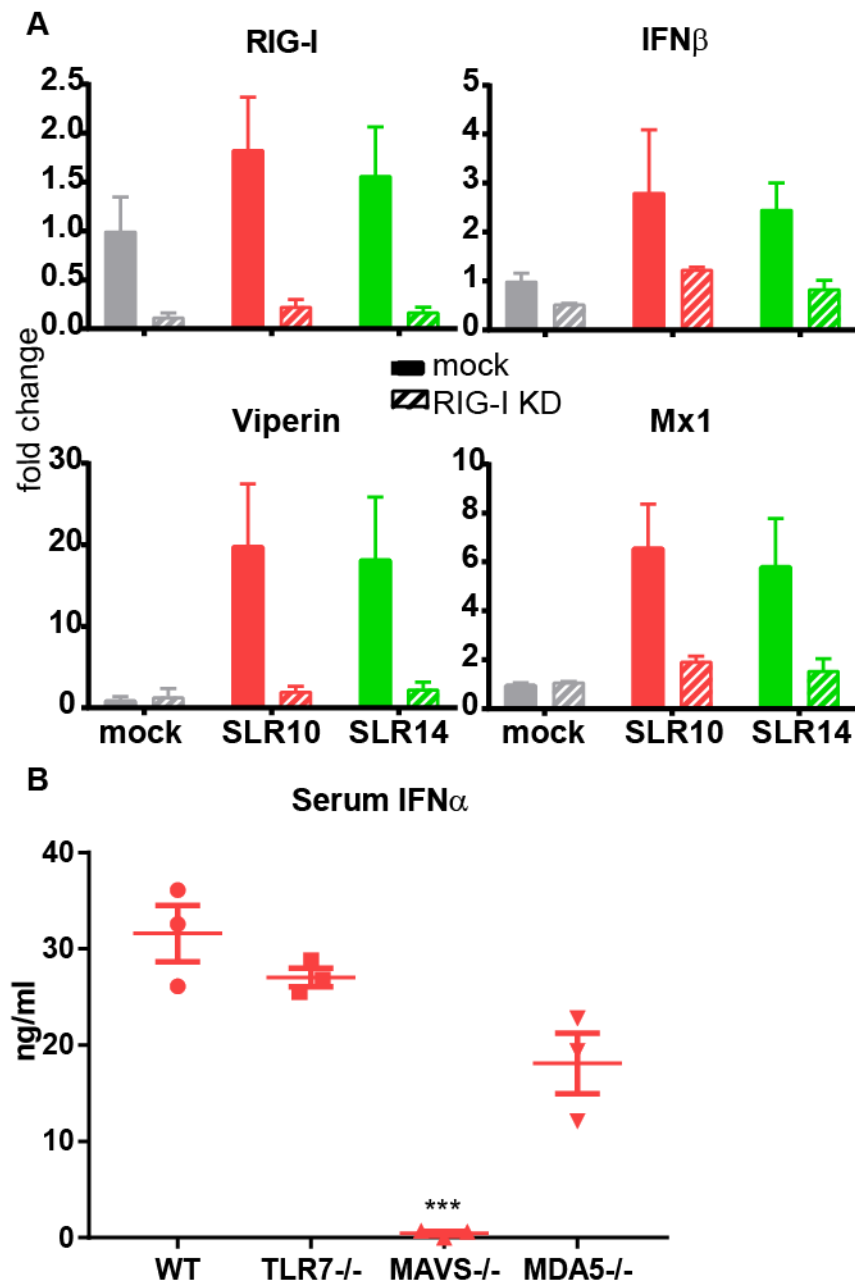 A
RIG-I
IFNβ
2.5
2.0
1.5
1.0
0.5
0.0
5
4
3
2
1
0
fold change
mock
RIG-I KD
Viperin
Mx1
30
20
10
0
10
8
6
4
2
0
mock SLR10 SLR14
mock SLR10 SLR14
B
Serum IFNα
ng/ml
40
30
20
10
0
***
WT TLR7-/- MAVS-/- MDA5-/-